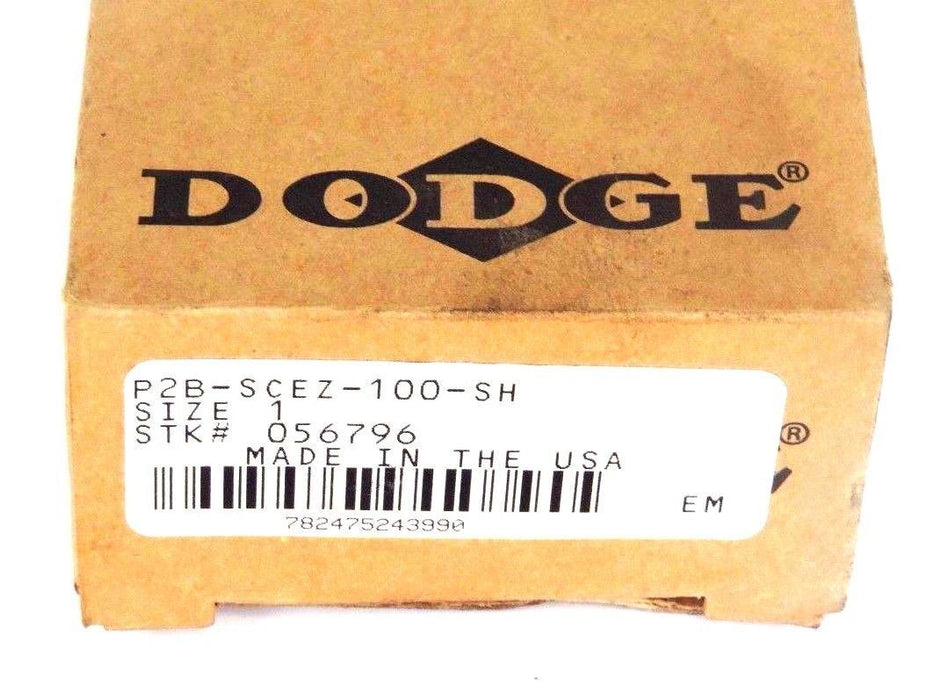 DODGE®
P2B-SCEZ-100-SH
SIZE 1
STK# 056796
®
MADE IN THE USA
EM
782475243990